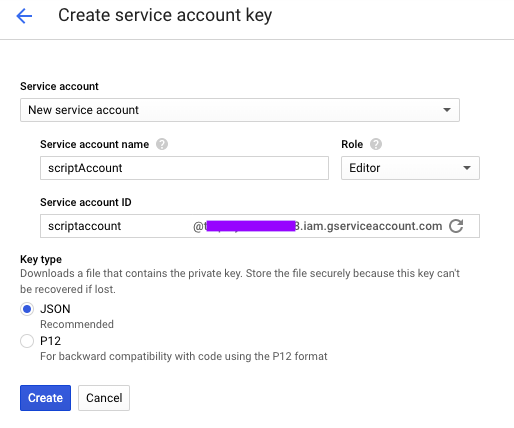 Create service account key
Service account
New service account
Service account name ? Role ?
scriptAccount Editor
Service account ID
scriptaccount .iam.gserviceaccount.com
Key type
Downloads a file that contains the private key. Store the file securely because this key can't
be recovered if lost.
JSON
Recommended
P12
For backward compatibility with code using the P12 format
Create Cancel